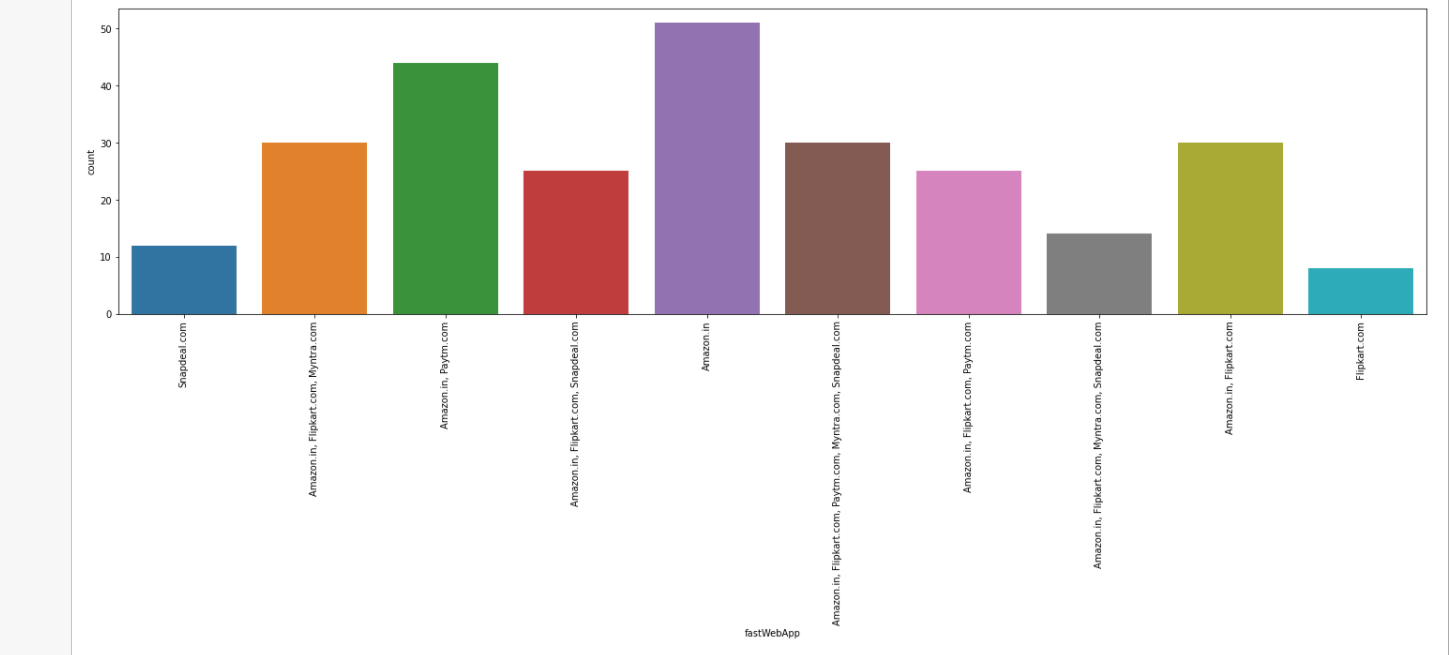 50
40
30
20
10
0
count
Snapdeal.com
Amazon.in, Flipkart.com, Myntra.com
Amazon.in, Paytm.com
Amazon.in, Flipkart.com, Snapdeal.com
Amazon.in
Amazon.in, Flipkart.com, Paytm.com, Myntra.com, Snapdeal.com
Amazon.in, Flipkart.com, Paytm.com
Amazon.in, Flipkart.com, Myntra.com, Snapdeal.com
Amazon.in, Flipkart.com
Flipkart.com
fastWebApp